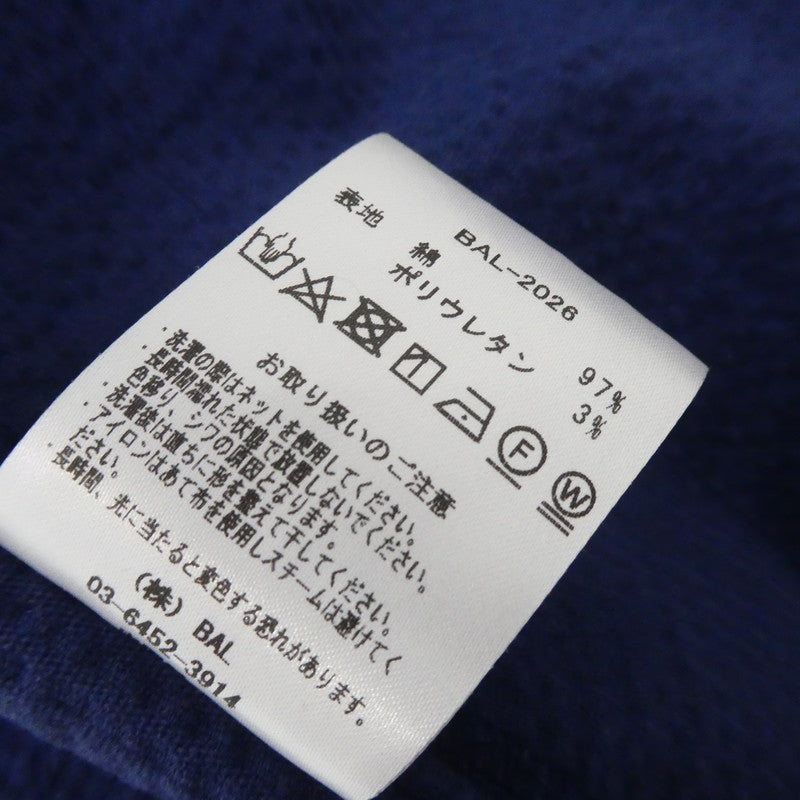 BAL-2026
表地 綿 97%
ポリウレタン 3%
F
W
お取り扱いのご注意
・洗濯の際はネットを使用してください。
・長時間濡れた状態で放置しないでください。
色移り、シワの原因となります。
・洗濯後は直ちに形を整えて干してください。
・アイロンはあて布を使用しスチームは避けてく
ださい。
・長時間、光に当たると変色する恐れがあります。
(株) BAL
03-6452-3914